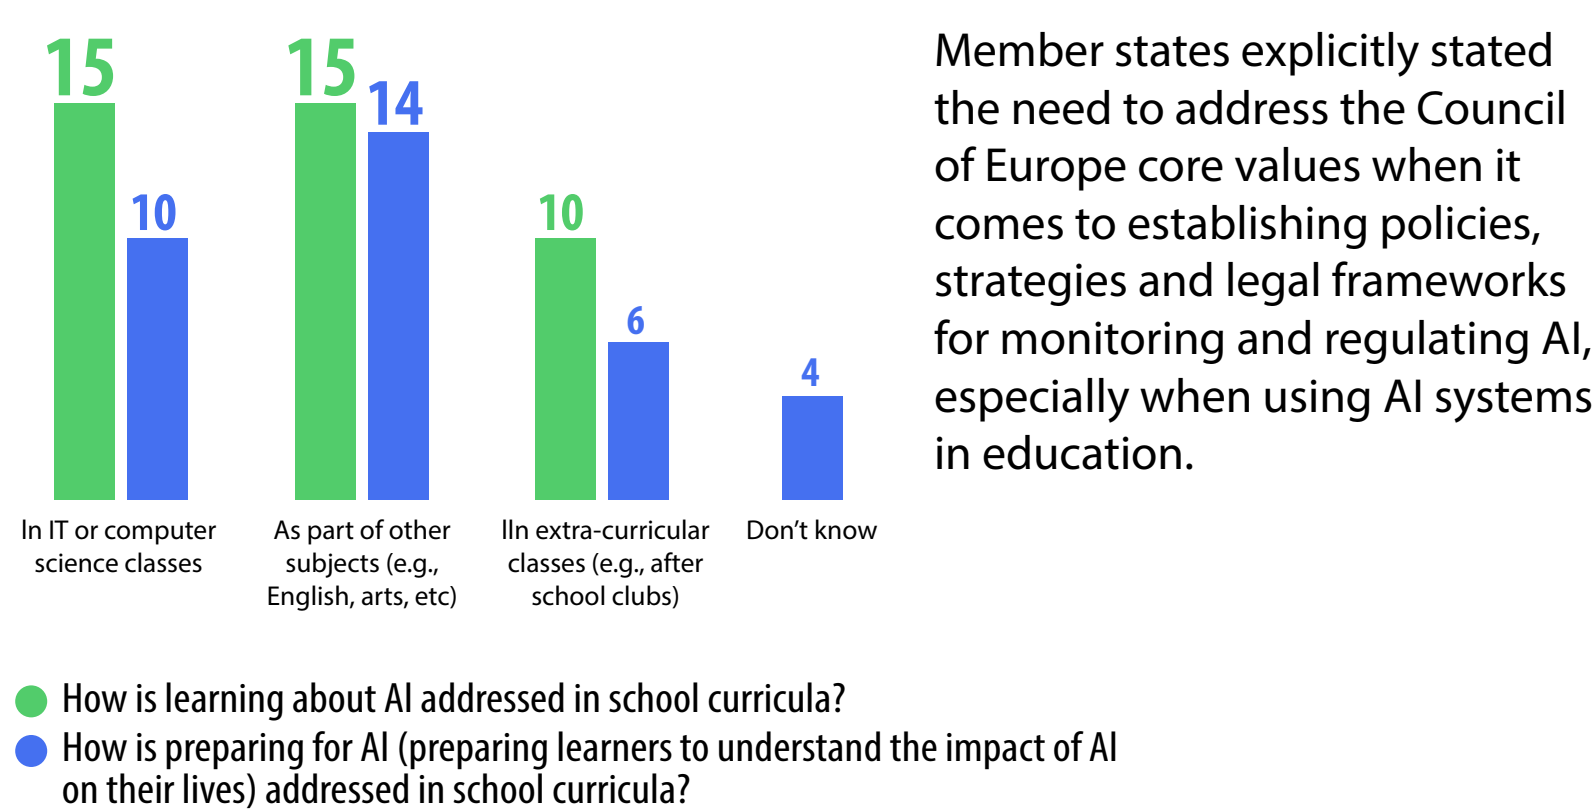 15
10
15
14
10
6
4
In IT or computer
science classes
As part of other
subjects (e.g.,
English, arts, etc)
lIn extra-curricular
classes (e.g., after
school clubs)
Don’t know
Member states explicitly stated
the need to address the Council
of Europe core values when it
comes to establishing policies,
strategies and legal frameworks
for monitoring and regulating AI,
especially when using AI systems
in education.
How is learning about AI addressed in school curricula?
How is preparing for AI (preparing learners to understand the impact of AI
on their lives) addressed in school curricula?